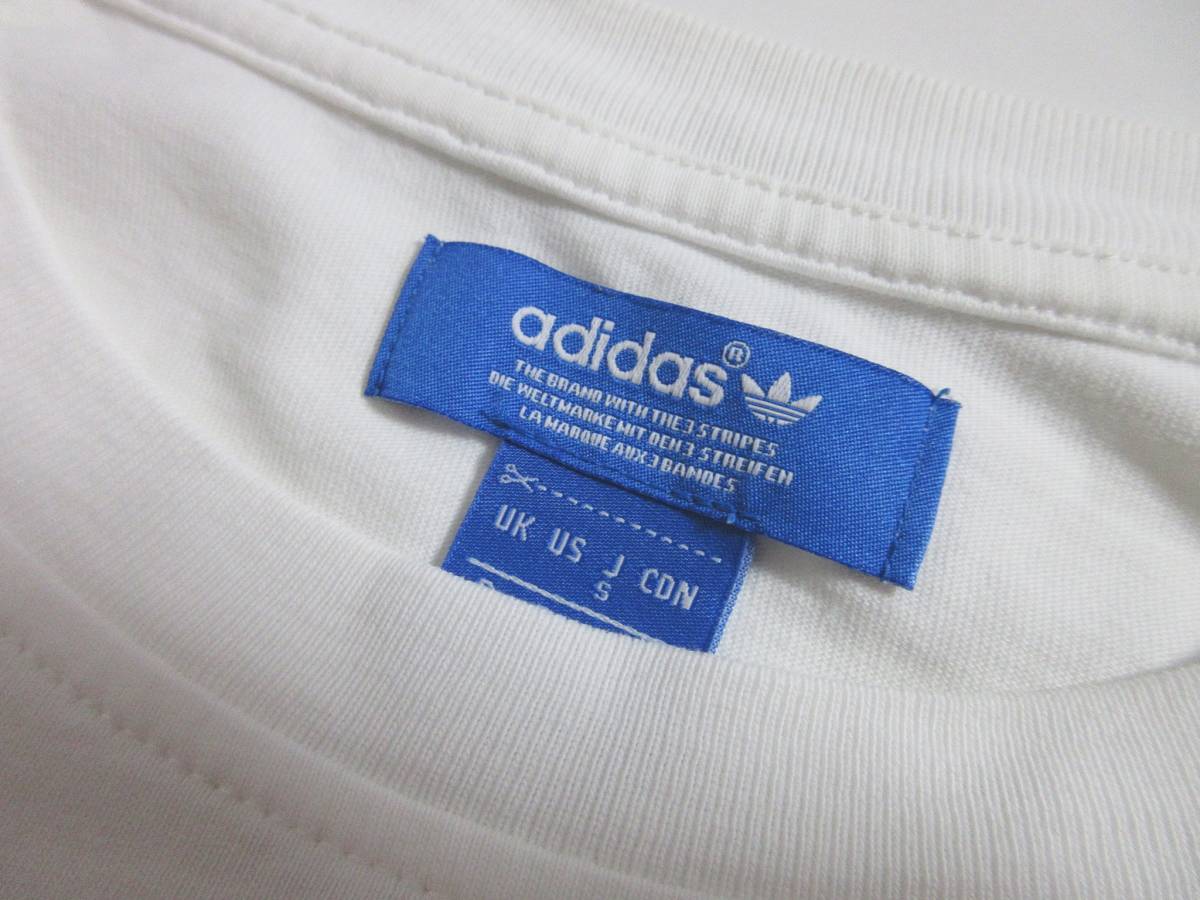 adidas®
THE BRAND WITH THE 3 STRIPES
DIE WELTMARKE MIT DEN 3 STREIFEN
LA MARQUE AUX 3 BANDES
UK US J CDN
S